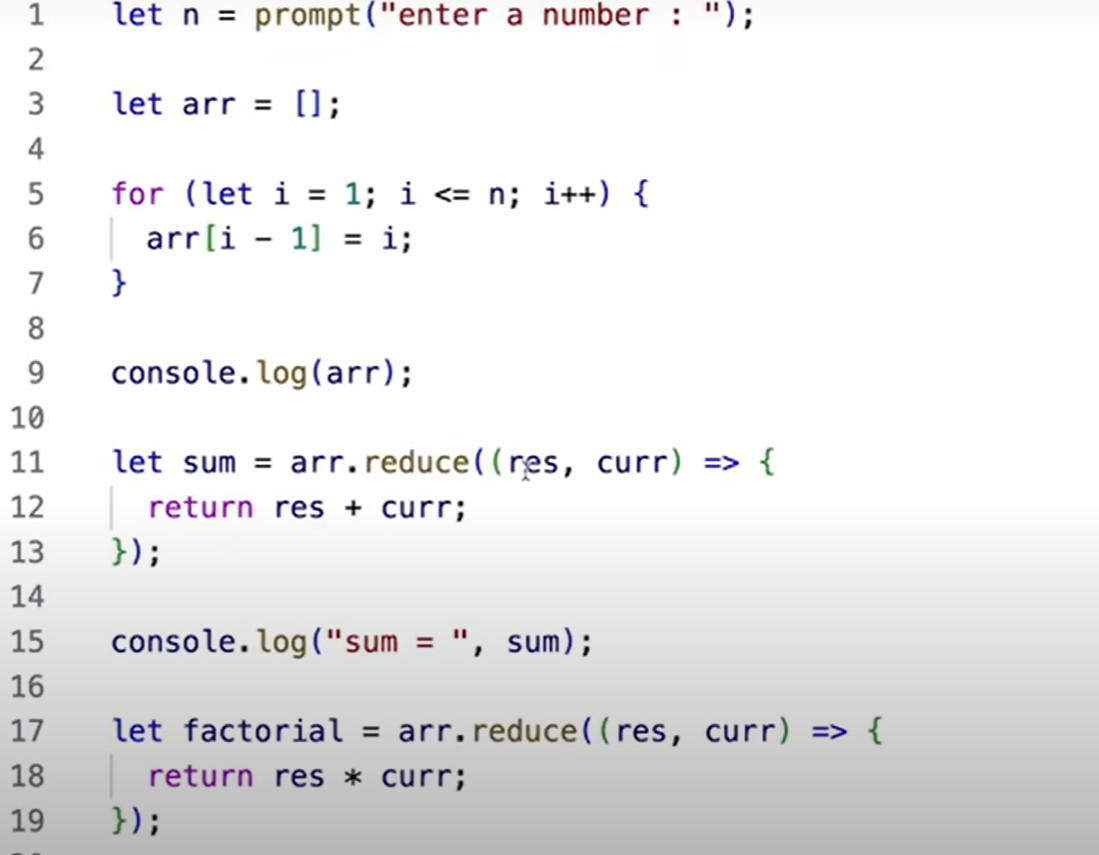 1 let n = prompt("enter a number : ");
2
3 let arr = [];
4
5 for (let i = 1; i <= n; i++) {
6 arr[i - 1] = i;
7 }
8
9 console.log(arr);
10
11 let sum = arr.reduce((res, curr) => {
12 return res + curr;
13 });
14
15 console.log("sum = ", sum);
16
17 let factorial = arr.reduce((res, curr) => {
18 return res * curr;
19 });